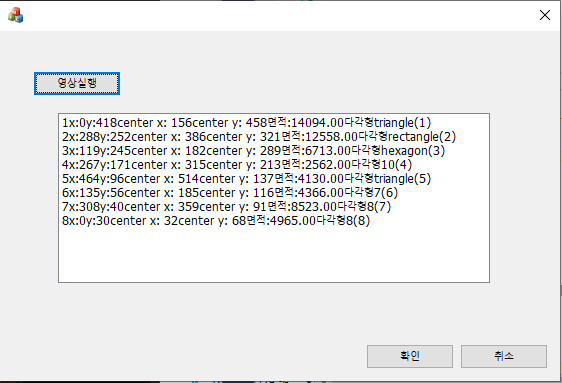 영상실행
1x:0y:418center x: 156center y: 458면적:14094.00다각형triangle(1)
2x:288y:252center x: 386center y: 321면적:12558.00다각형rectangle(2)
3x:119y:245center x: 182center y: 289면적:6713.00다각형hexagon(3)
4x:267y:171center x: 315center y: 213면적:2562.00다각형10(4)
5x:464y:96center x: 514center y: 137면적:4130.00다각형triangle(5)
6x:135y:56center x: 185center y: 116면적:4366.00다각형7(6)
7x:308y:40center x: 359center y: 91면적:8523.00다각형8(7)
8x:0y:30center x: 32center y: 68면적:4965.00다각형8(8)
확인
취소